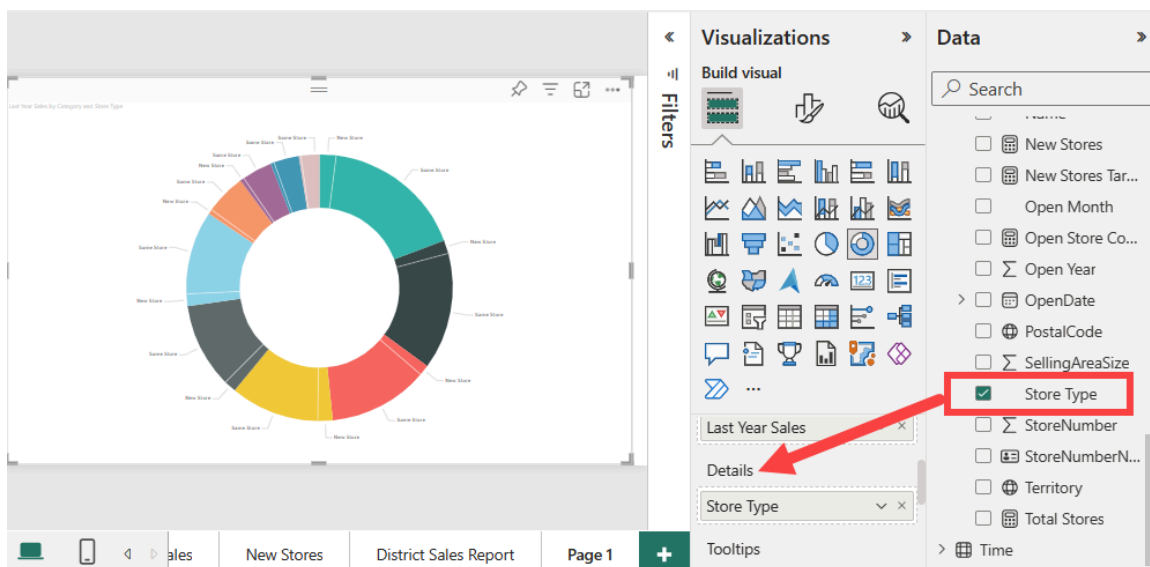 Visualizations
Data
Build visual
Filters
Search
Last Year Sales by Category and Store Type
Same Store
New Store
Same Store
Same Store
New Store
Same Store
Same Store
New Store
New Store
Same Store
Same Store
New Store
Same Store
New Store
New Store
Same Store
Same Store
New Store
Name
New Stores
New Stores Tar...
Open Month
Open Store Co...
Open Year
OpenDate
PostalCode
SellingAreaSize
Store Type
StoreNumber
StoreNumberN...
Territory
Total Stores
Time
123
...
Last Year Sales
Details
Store Type
Tooltips
ales
New Stores
District Sales Report
Page 1